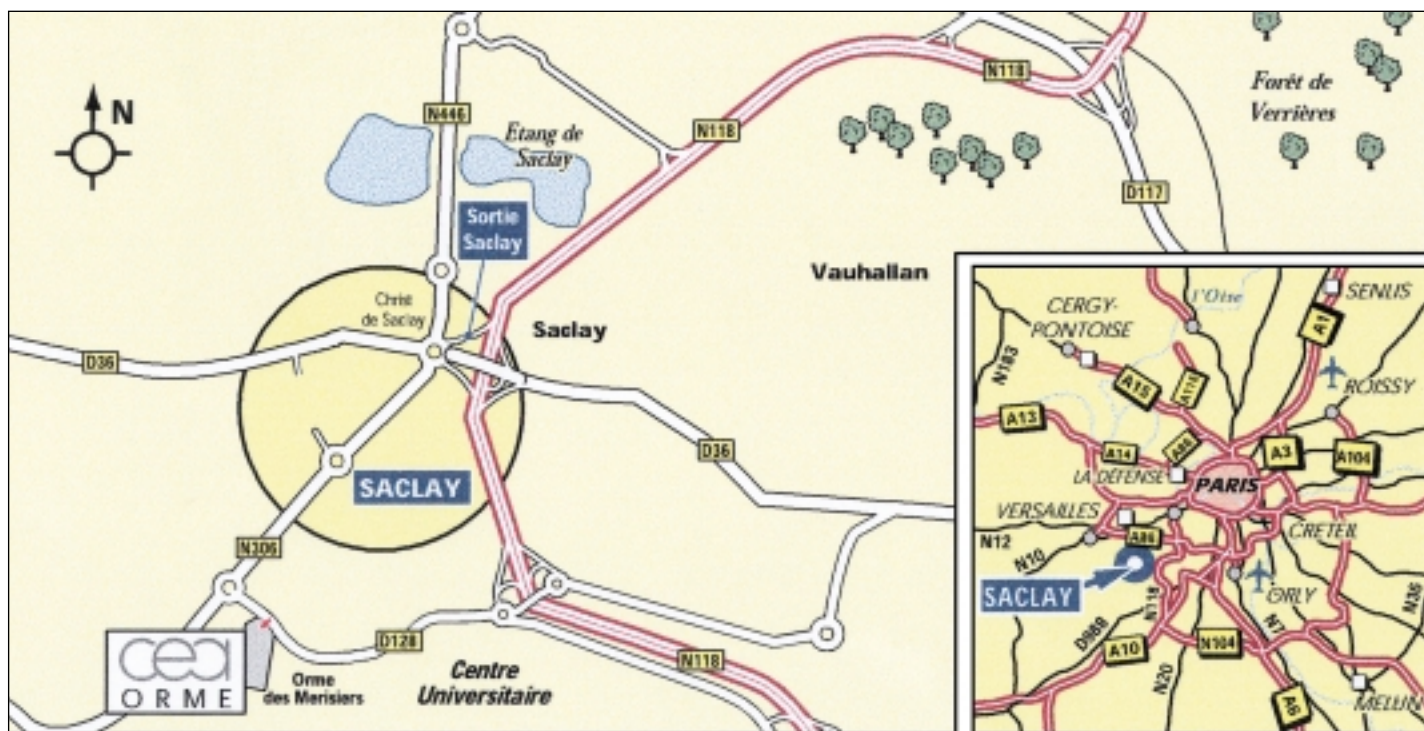 N
N446
Etang de
Saclay
N118
N118
Forêt de
Verrières
D117
Sortie
Saclay
Christ
de Saclay
Saclay
Vauhallan
D36
D36
SACLAY
N306
D128
cea
ORME
Orme
des Merisiers
Centre
Universitaire
N118
CERGY-
PONTOISE
l'Oise
SENLIS
A1
N183
A15
A115
ROISSY
A13
A14
A86
A3
A104
LA DÉFENSE
PARIS
VERSAILLES
CRETEIL
N12
N10
A86
SACLAY
N118
ORLY
N36
D988
A10
N20
N104
N7
A6
MELUN